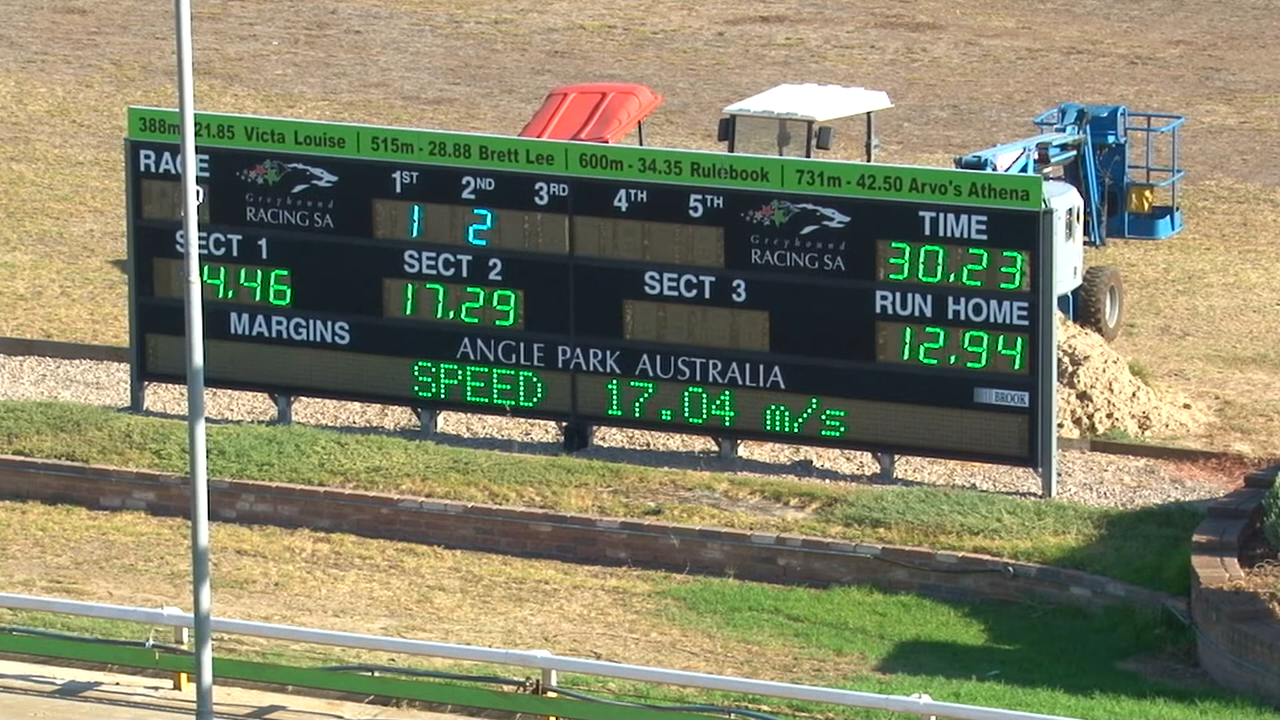 388m 21.85 Victa Louise | 515m - 28.88 Brett Lee | 600m - 34.35 Rulebook | 731m - 42.50 Arvo's Athena
RACE
Greyhound
RACING SA
1ST 2ND 3RD 4TH 5TH
1 2
Greyhound
RACING SA
TIME
30.23
SECT 1
4.46
SECT 2
17.29
SECT 3
RUN HOME
12.94
MARGINS
ANGLE PARK AUSTRALIA
SPEED 17.04 m/s
BROOK